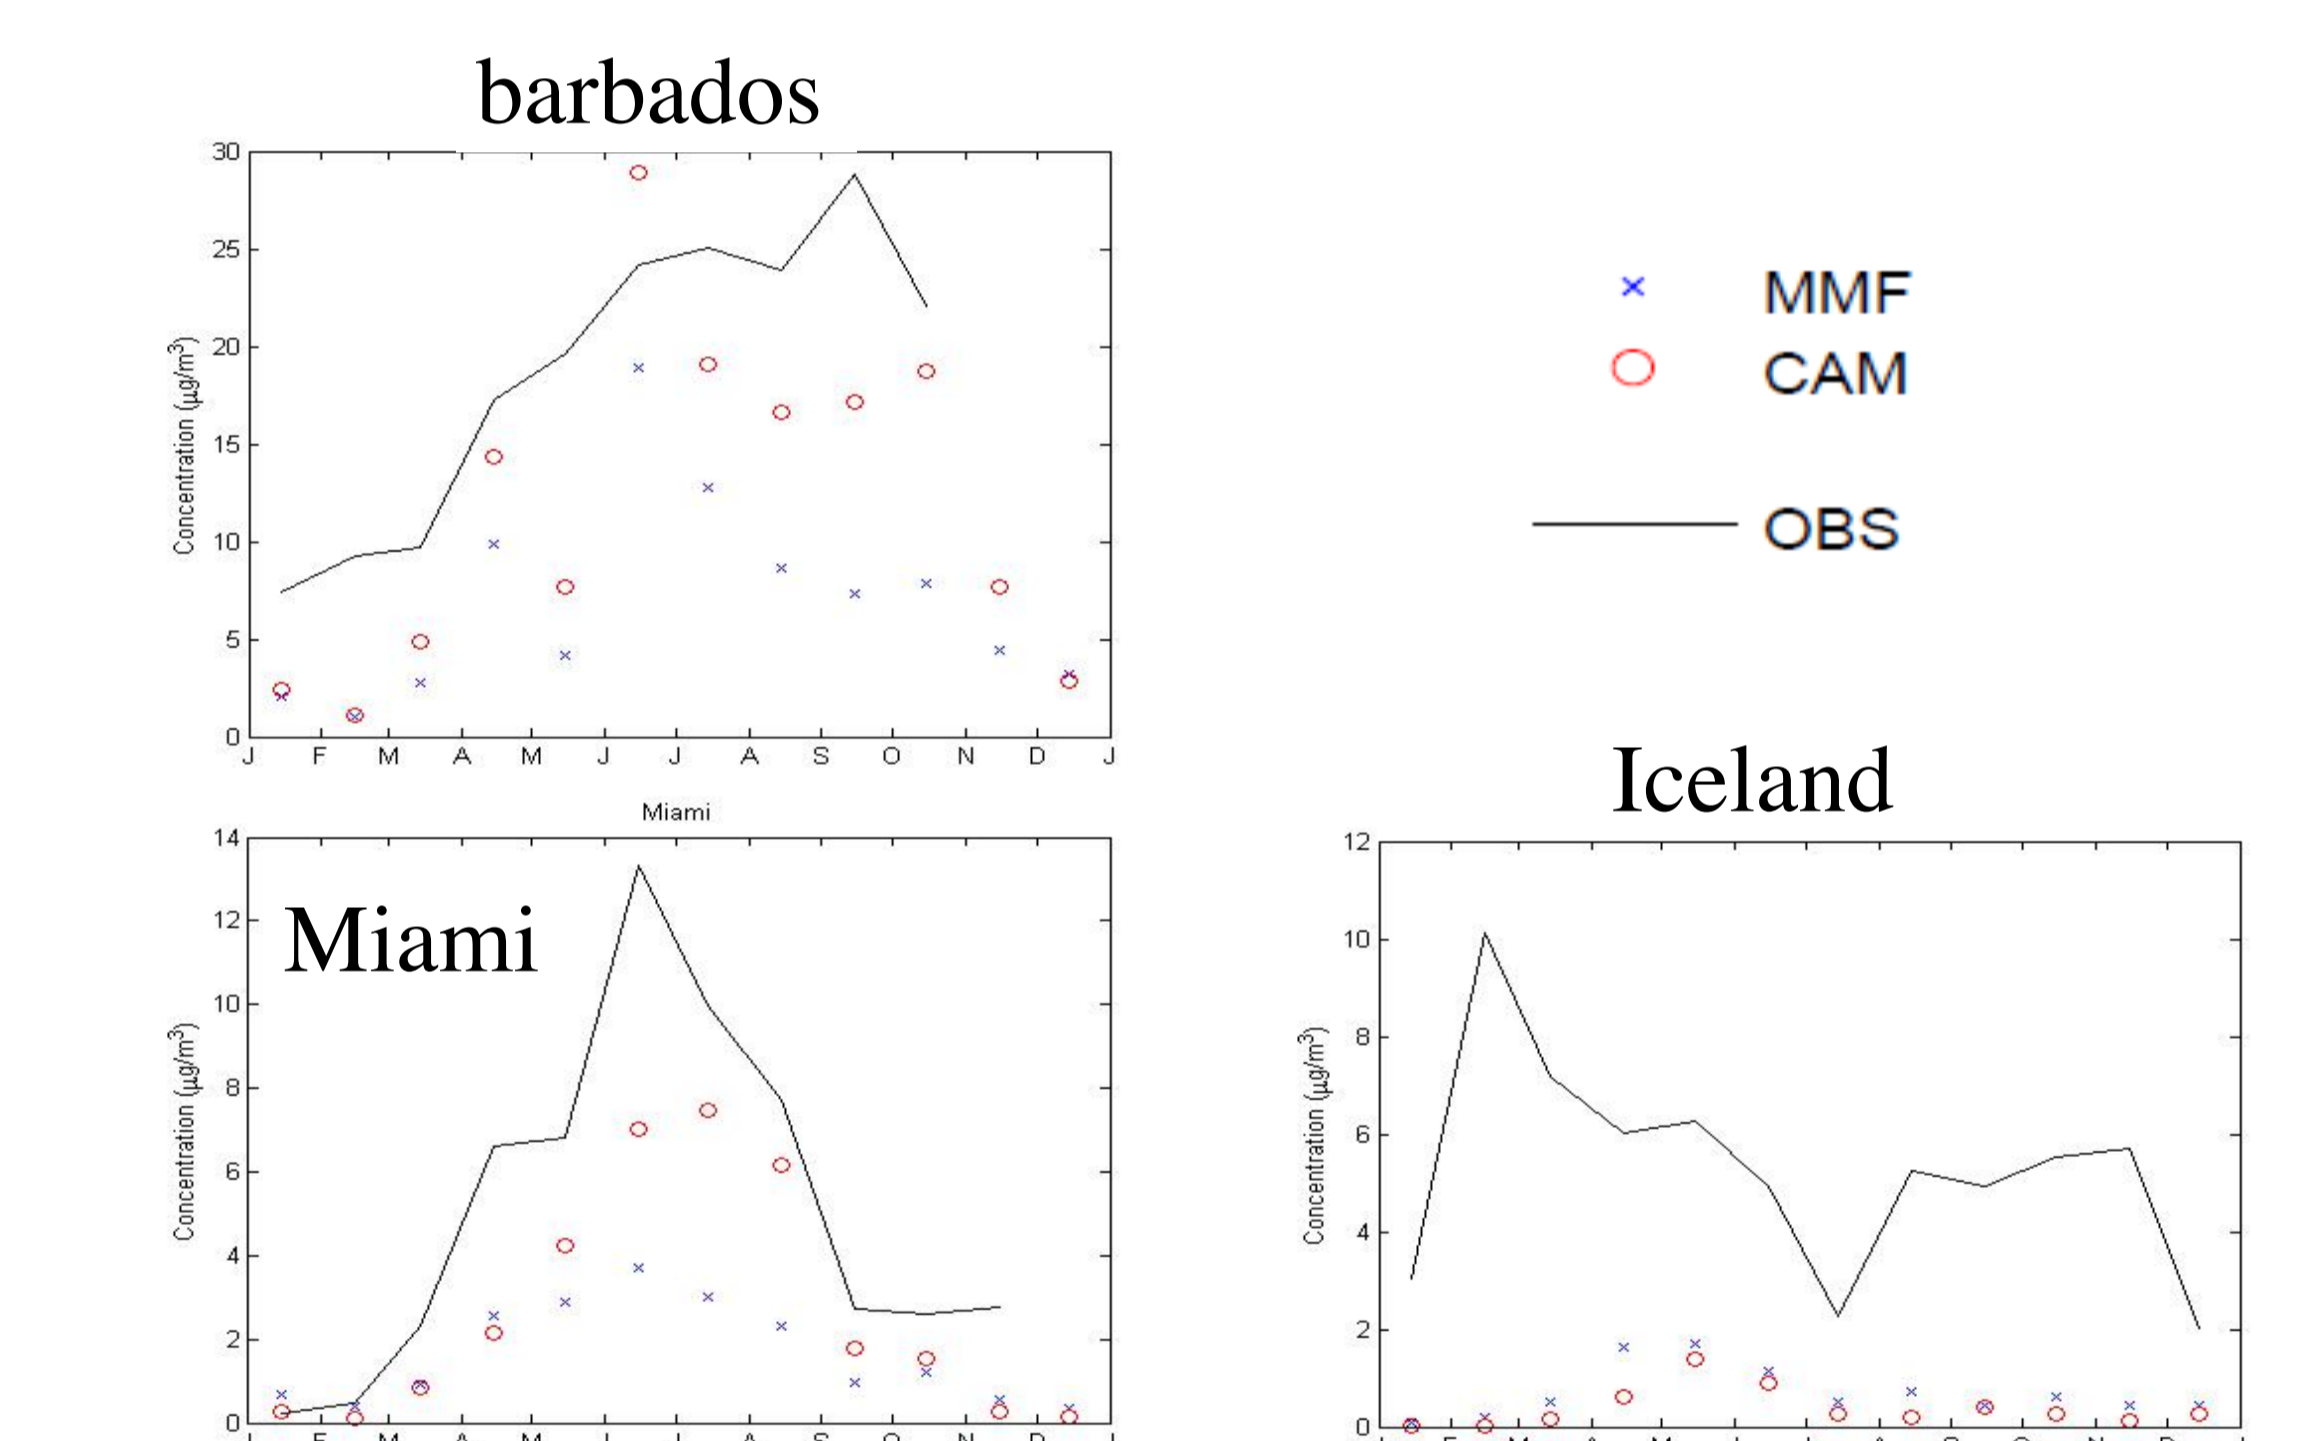 barbados
30
25
20
15
10
5
0
Concentration (μg/m³)
J F M A M J J A S O N D J
MMF
CAM
OBS
Miami
Miami
14
12
10
8
6
4
2
0
Concentration (μg/m³)
Iceland
12
10
8
6
4
2
0
Concentration (μg/m³)